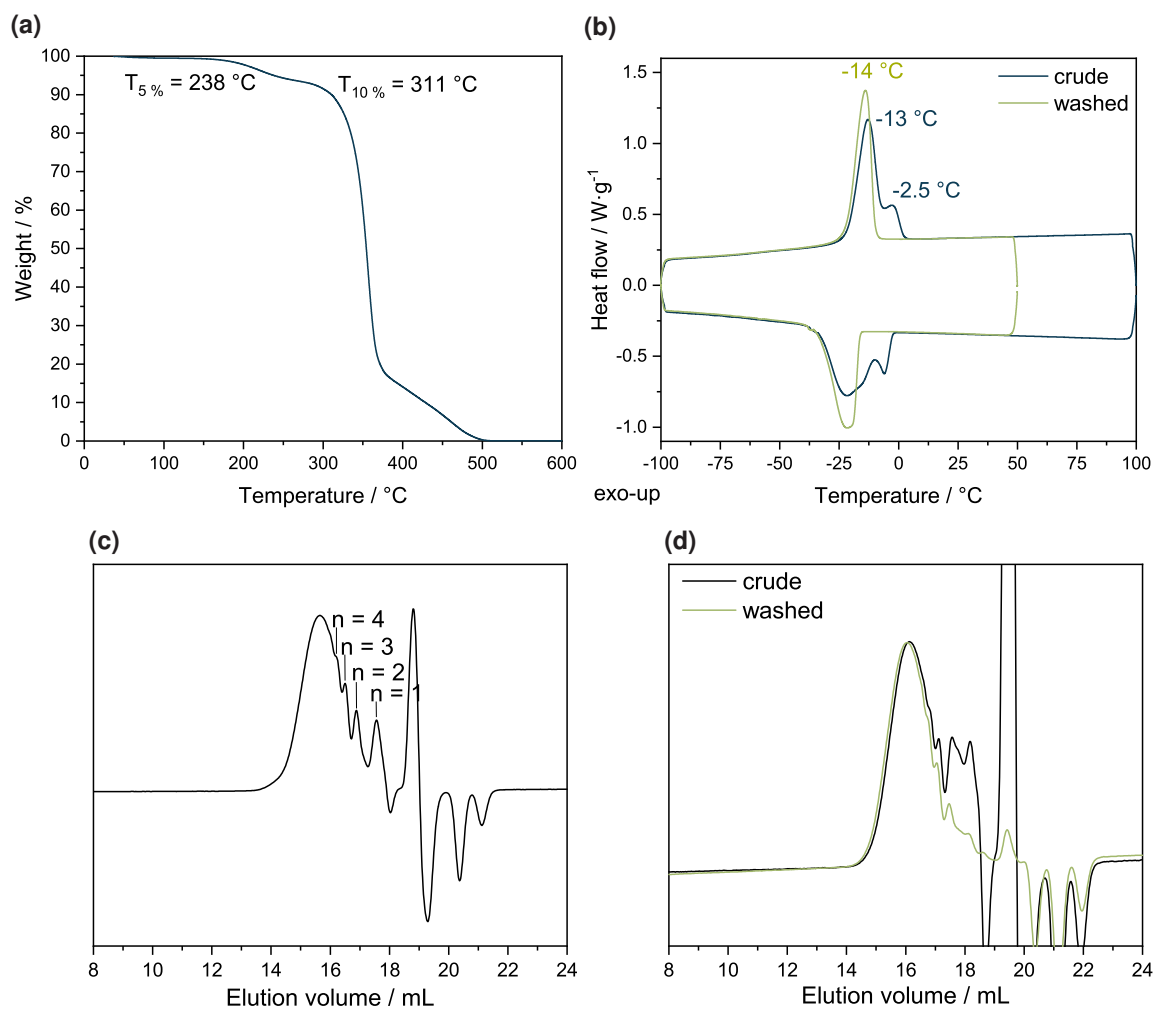 (a)
100
90
80
70
60
50
40
30
20
10
0
Weight / %
T5 % = 238 °C
T10 % = 311 °C
0 100 200 300 400 500 600
Temperature / °C
(b)
1.5
1.0
0.5
0.0
-0.5
-1.0
Heat flow / W·g-1
-14 °C
-13 °C
-2.5 °C
crude
washed
-100 -75 -50 -25 0 25 50 75 100
exo-up
Temperature / °C
(c)
n = 4
n = 3
n = 2
n = 1
8 10 12 14 16 18 20 22 24
Elution volume / mL
(d)
crude
washed
8 10 12 14 16 18 20 22 24
Elution volume / mL